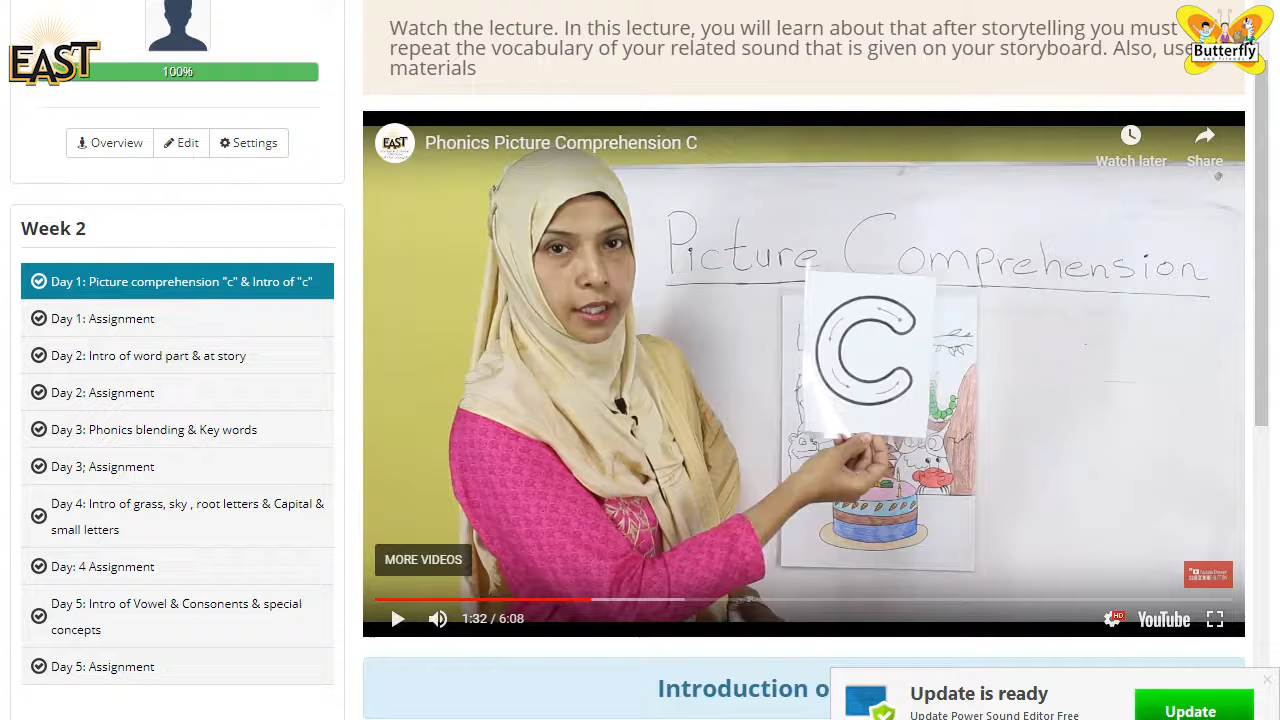 EAST
100%
Overview
Edit
Settings
Week 2
Day 1: Picture comprehension "c" & Intro of "c"
Day 1: Assignment
Day 2: Intro of word part & at story
Day 2: Assignment
Day 3: Phonics blending & Key words
Day 3; Assignment
Day 4: Intro of grass, sky , root letters & Capital &
small letters
Day: 4 Assignment
Day 5: Intro of Vowel & Consonents & special
concepts
Day 5: Assignment
Watch the lecture. In this lecture, you will learn about that after storytelling you must
repeat the vocabulary of your related sound that is given on your storyboard. Also, use
materials
Butterfly
and Friends
EAST
Phonics Picture Comprehension C
Watch later
Share
Picture Comprehension
C
MORE VIDEOS
SUBSCRIBE BUTTON
1:32 / 6:08
HD
YouTube
Introduction o
Update is ready
Update Power Sound Editor Free
Update